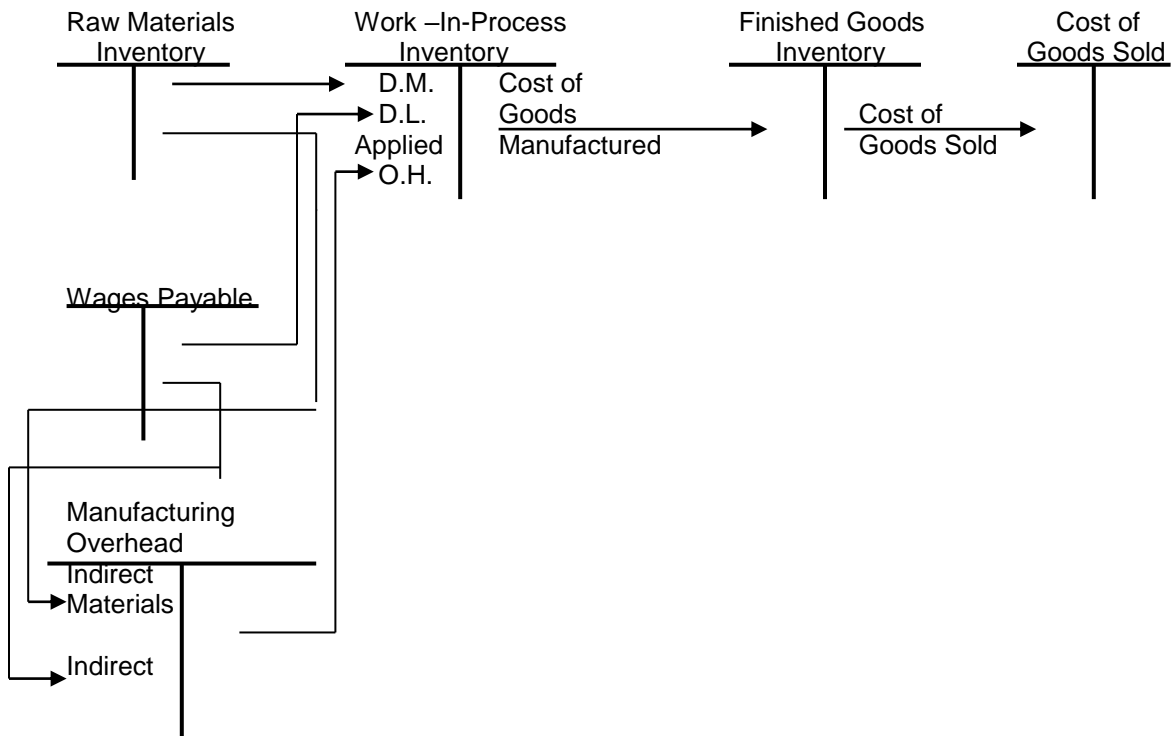 Raw Materials
Inventory
Work –In-Process
Inventory
Finished Goods
Inventory
Cost of
Goods Sold
D.M.
D.L.
Applied
O.H.
Cost of
Goods
Manufactured
Cost of
Goods Sold
Wages Payable
Manufacturing
Overhead
Indirect
Materials
Indirect